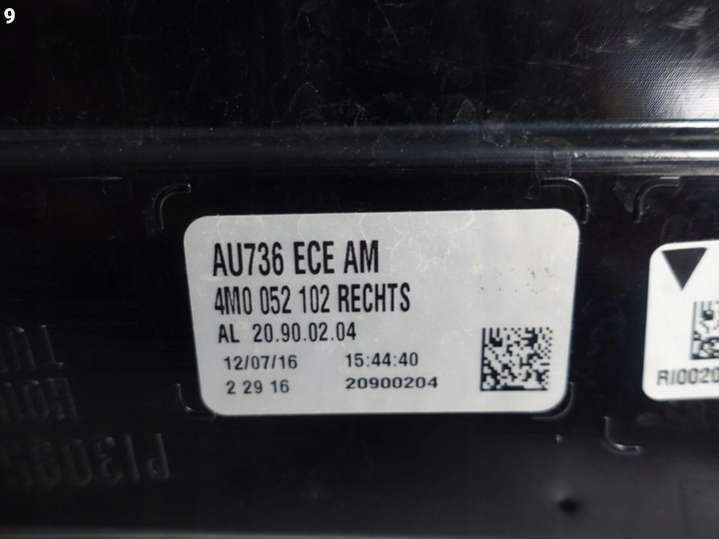 9
AU736 ECE AM
4M0 052 102 RECHTS
AL 20.90.02.04
12/07/16 15:44:40
2 29 16 20900204
RI0020